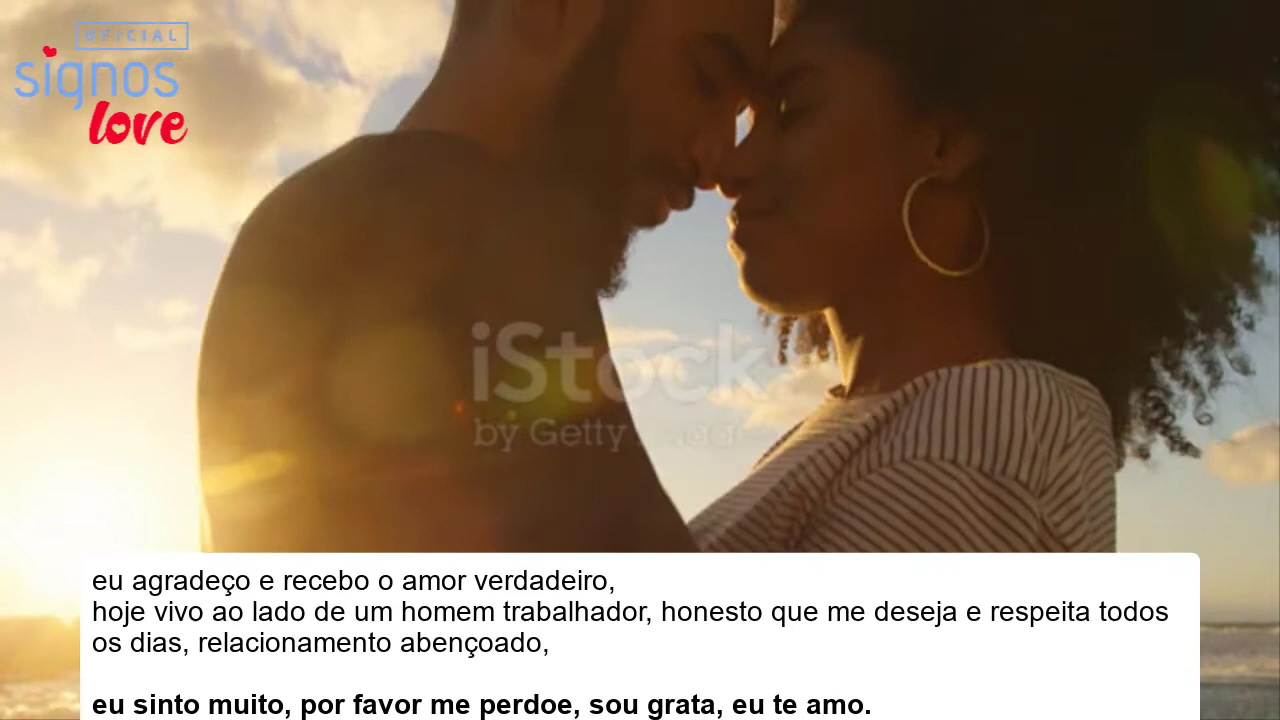 OFICIAL
signos
love
iStock
by Getty
eu agradeço e recebo o amor verdadeiro,
hoje vivo ao lado de um homem trabalhador, honesto que me deseja e respeita todos
os dias, relacionamento abençoado,
eu sinto muito, por favor me perdoe, sou grata, eu te amo.